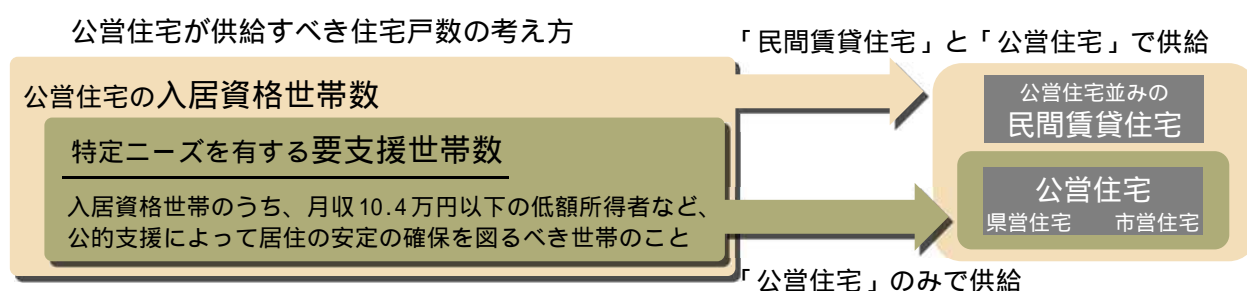 公営住宅が供給すべき住宅戸数の考え方
「民間賃貸住宅」と「公営住宅」で供給
公営住宅の入居資格世帯数
特定ニーズを有する要支援世帯数
入居資格世帯のうち、月収10.4万円以下の低額所得者など、
公的支援によって居住の安定の確保を図るべき世帯のこと
公営住宅並みの
民間賃貸住宅
公営住宅
県営住宅 市営住宅
「公営住宅」のみで供給